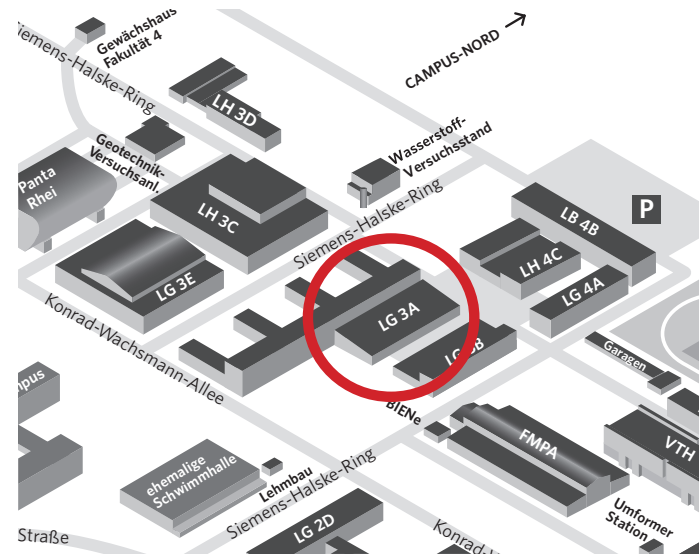 Gewächshaus
Fakultät 4
CAMPUS-NORD
Siemens-Halske-Ring
LH 3D
Wasserstoff-
Versuchsstand
Geotechnik-
Versuchsanl.
Panta
Rhei
P
LB 4B
LH 3C
Siemens-Halske-Ring
LH 4C
LG 3E
LG 4A
LG 3A
Konrad-Wachsmann-Allee
Garagen
BIENe
FMPA
VTH
ehemalige
Schwimmhalle
Lehmbau
Siemens-Halske-Ring
Umformer
Station
LG 2D
Straße